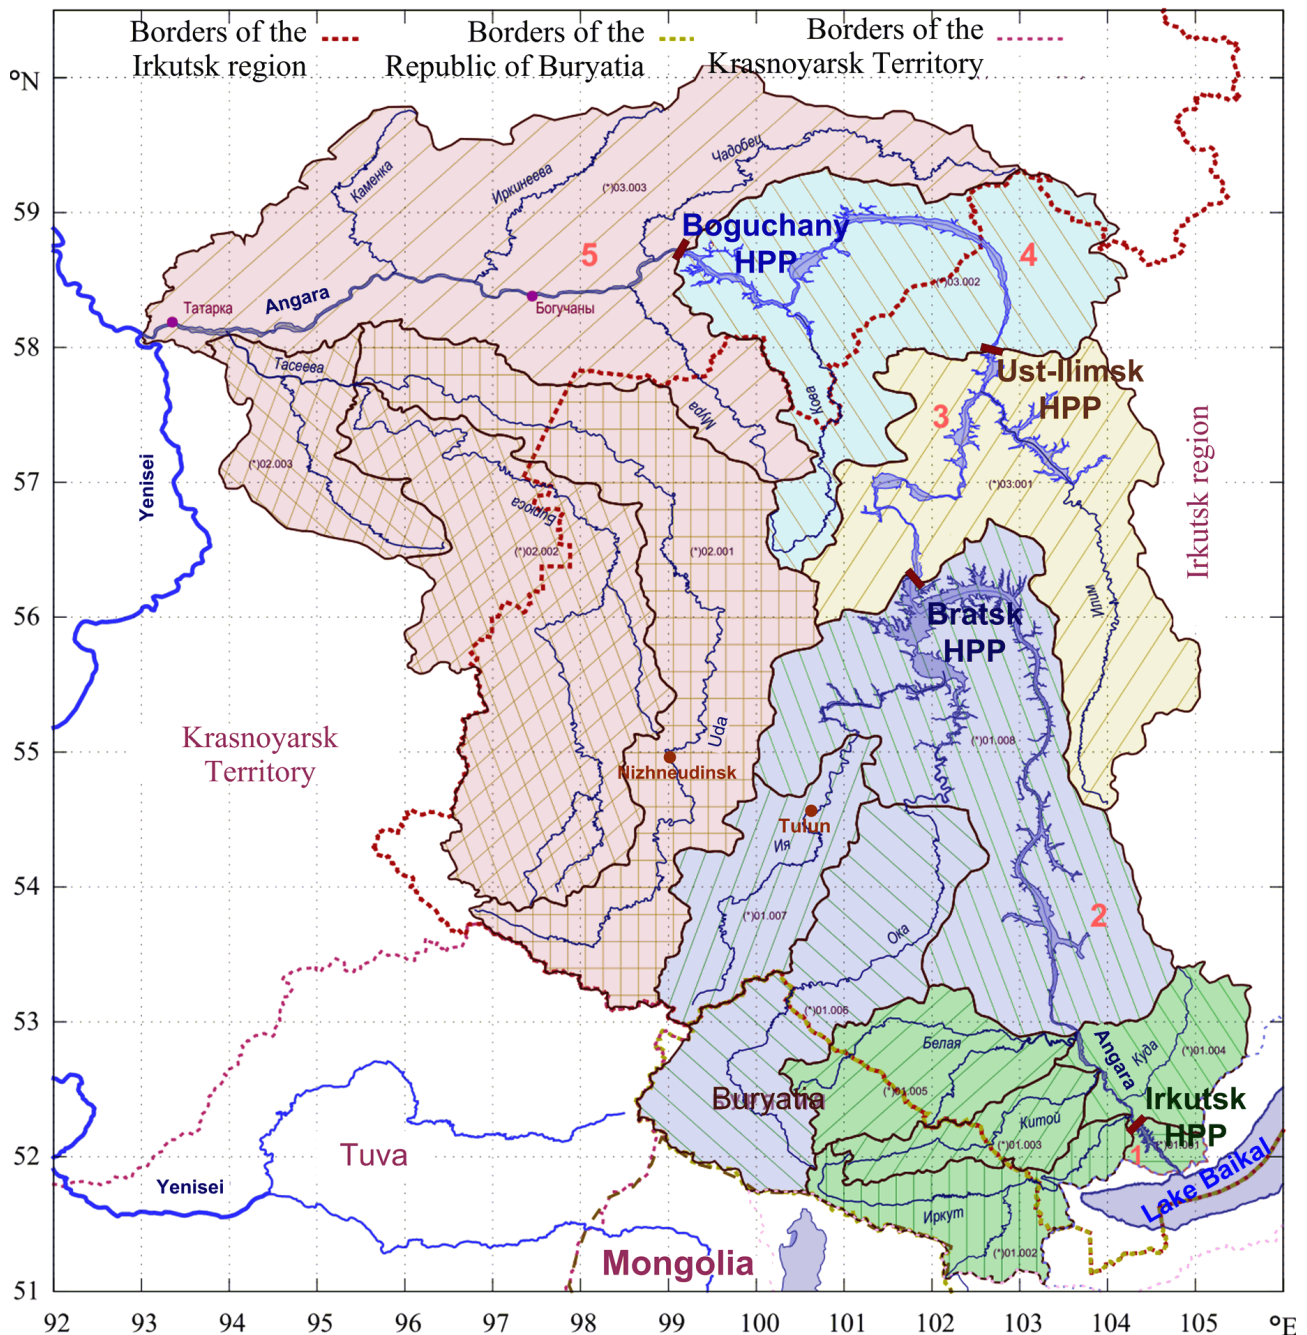 Borders of the
Irkutsk region
Borders of the
Republic of Buryatia
Borders of the
Krasnoyarsk Territory
°N
59
58
57
56
55
54
53
52
51
92
93
94
95
96
97
98
99
100
101
102
103
104
105
°E
Каменка
Иркинеева
Чадобец
(*)03.003
Boguchany
HPP
5
4
(*)03.002
Angara
Татарка
Богучаны
Тасеева
Мура
Кова
Ust-Ilimsk
HPP
3
(*)03.001
Irkutsk region
Yenisei
(*)02.003
Бирюса
(*)02.002
(*)02.001
Илим
Bratsk
HPP
Krasnoyarsk
Territory
Uda
Nizhneudinsk
(*)01.008
Tulun
Ия
(*)01.007
Ока
2
(*)01.006
Белая
Angara
Куда
(*)01.004
Buryatia
(*)01.005
Irkutsk
HPP
Китой
(*)01.003
1
(*)01.001
Tuva
Yenisei
Lake Baikal
Иркут
(*)01.002
Mongolia